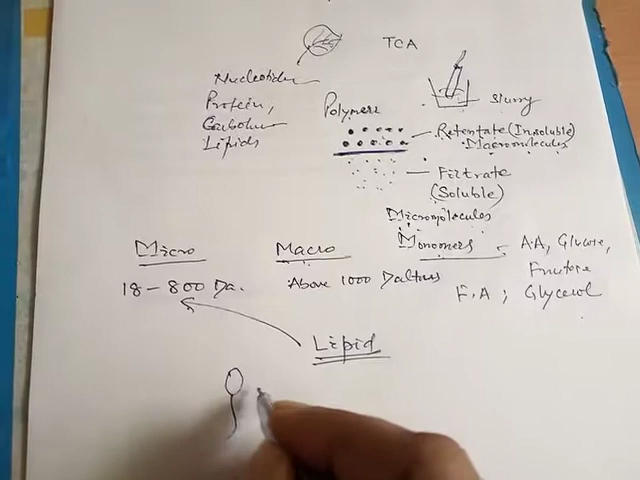 TCA
Nucleotides
Protein,
Carbohy
Lipids
Polymers
slurry
Retentate (Insoluble)
Macromolecules
Filtrate
(Soluble)
Micromolecules
Monomers
A.A, Glucose,
Fructose
F.A ; Glycerol
Micro
18 - 800 Da.
Macro
Above 1000 Daltons
Lipid